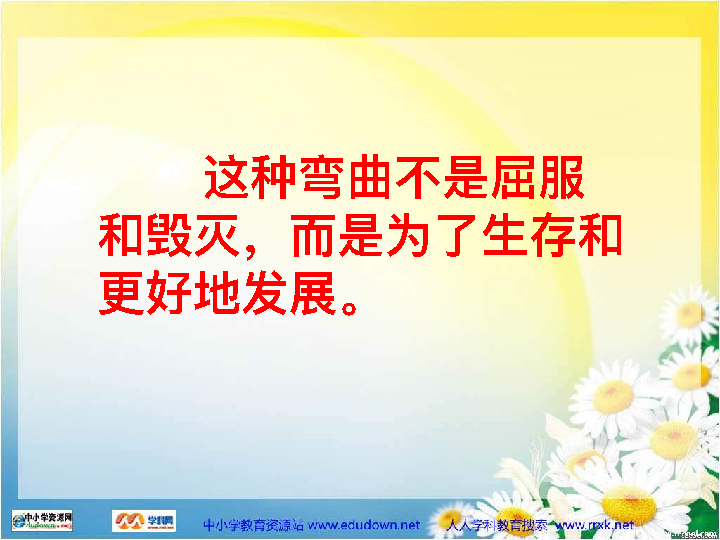 这种弯曲不是屈服
和毁灭，而是为了生存和
更好地发展。
中小学资源网
学科网
中小学教育资源站 www.edudown.net 人人学科教育搜索 www.rrxk.net